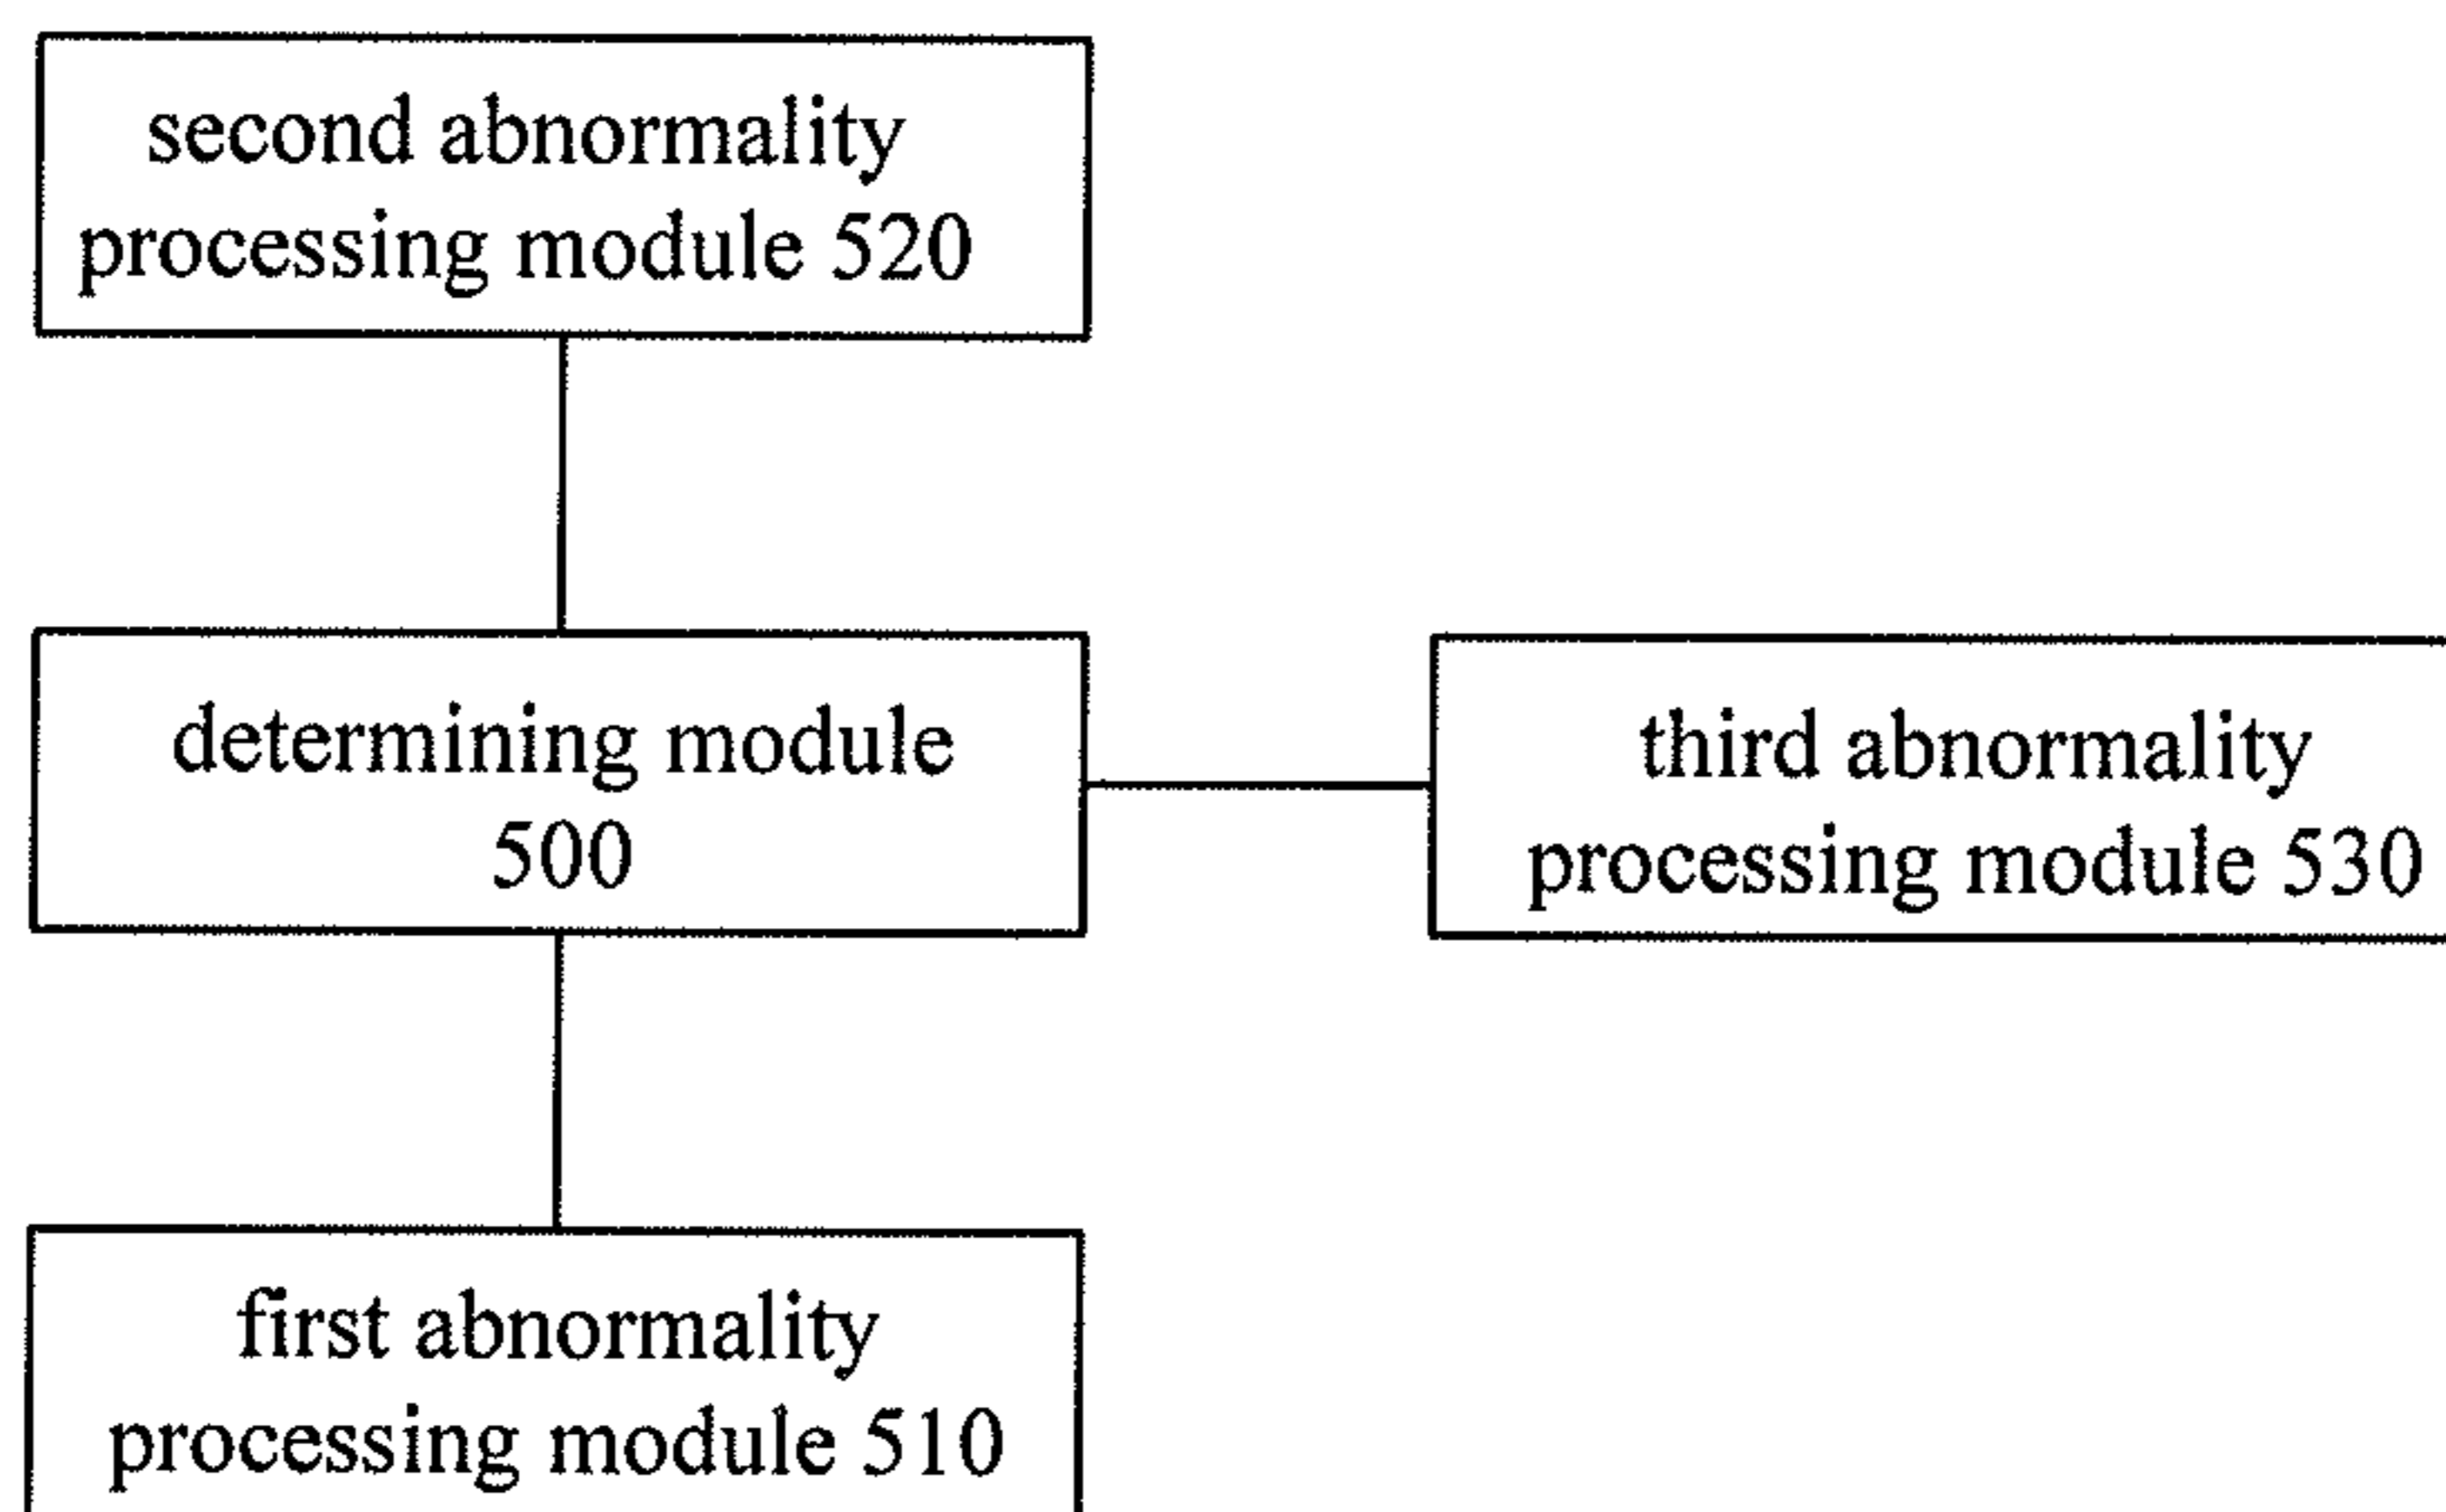 second abnormality
processing module 520
determining module
500
third abnormality
processing module 530
first abnormality
processing module 510